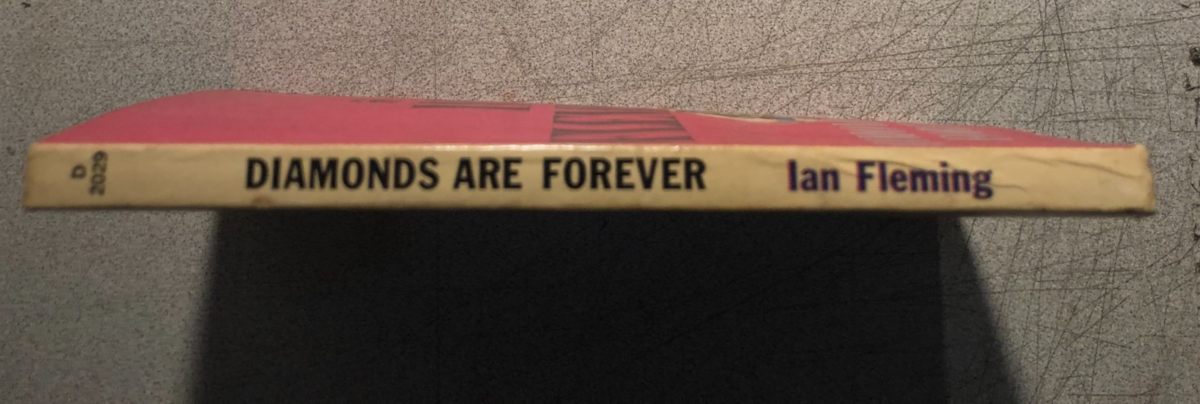 D
2029
DIAMONDS ARE FOREVER
Ian Fleming